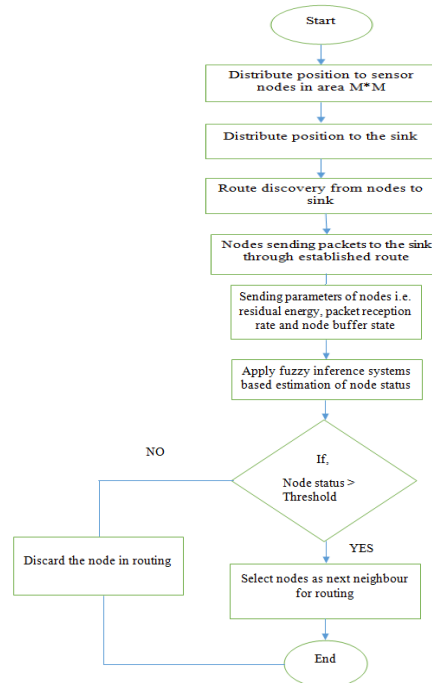 Start
Distribute position to sensor
nodes in area M*M
Distribute position to the sink
Route discovery from nodes to
sink
Nodes sending packets to the sink
through established route
Sending parameters of nodes i.e.
residual energy, packet reception
rate and node buffer state
Apply fuzzy inference systems
based estimation of node status
If,
Node status >
Threshold
NO
YES
Discard the node in routing
Select nodes as next neighbour
for routing
End